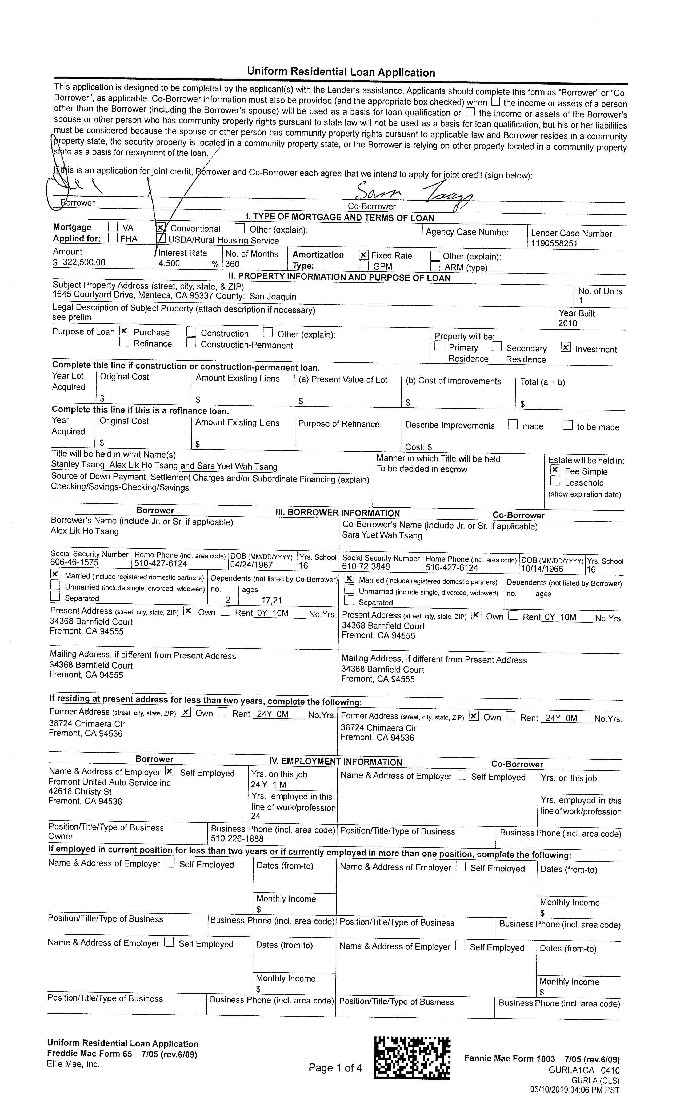 Uniform Residential Loan Application
This application is designed to be completed by the applicant(s) with the Lender's assistance. Applicants should complete this form as "Borrower" or "Co-
Borrower", as applicable. Co-Borrower information must also be provided (and the appropriate box checked) when the income or assets of a person
other than the Borrower (including the Borrower's spouse) will be used as a basis for loan qualification or the income or assets of the Borrower's
spouse or other person who has community property rights pursuant to state law will not be used as a basis for loan qualification, but his or her liabilities
must be considered because the spouse or other person has community property rights pursuant to applicable law and Borrower resides in a community
property state, the security property is located in a community property state, or the Borrower is relying on other property located in a community property
state as a basis for repayment of the loan.
If this is an application for joint credit, Borrower and Co-Borrower each agree that we intend to apply for joint credit (sign below):
Borrower Co-Borrower
I. TYPE OF MORTGAGE AND TERMS OF LOAN
Mortgage VA Conventional Other (explain): Agency Case Number Lender Case Number
Applied for: FHA USDA/Rural Housing Service 1190558251
Amount Interest Rate No. of Months Amortization Fixed Rate Other (explain):
$ 322,500.00 4.500 % 360 Type: GPM ARM (type)
II. PROPERTY INFORMATION AND PURPOSE OF LOAN
Subject Property Address (street, city, state, & ZIP) No. of Units
1645 Courtyard Drive, Manteca, CA 95337 County: San Joaquin 1
Legal Description of Subject Property (attach description if necessary) Year Built
see prelim 2010
Purpose of Loan Purchase Construction Other (explain): Property will be:
Refinance Construction-Permanent Primary Residence Secondary Residence Investment
Complete this line if construction or construction-permanent loan.
Year Lot Acquired Original Cost Amount Existing Liens (a) Present Value of Lot (b) Cost of Improvements Total (a + b)
$ $ $ $ $
Complete this line if this is a refinance loan.
Year Acquired Original Cost Amount Existing Liens Purpose of Refinance Describe Improvements made to be made
$ $ Cost: $
Title will be held in what Name(s) Manner in which Title will be held Estate will be held in:
Stanley Tsang, Alex Lik Ho Tsang and Sara Yuet Wah Tsang To be decided in escrow Fee Simple
Source of Down Payment, Settlement Charges and/or Subordinate Financing (explain) Leasehold
Checking/Savings-Checking/Savings (show expiration date)
Borrower III. BORROWER INFORMATION Co-Borrower
Borrower's Name (include Jr. or Sr. if applicable) Co-Borrower's Name (include Jr. or Sr. if applicable)
Alex Lik Ho Tsang Sara Yuet Wah Tsang
Social Security Number Home Phone (incl. area code) DOB (MM/DD/YYYY) Yrs. School Social Security Number Home Phone (incl. area code) DOB (MM/DD/YYYY) Yrs. School
606-46-1575 510-427-6124 04/24/1967 16 610-72-3849 510-427-6124 10/14/1966 16
Married (include registered domestic partners) Dependents (not listed by Co-Borrower) Married (include registered domestic partners) Dependents (not listed by Borrower)
Unmarried (include single, divorced, widowed) no. ages Unmarried (include single, divorced, widowed) no. ages
Separated 2 17,21 Separated
Present Address (street, city, state, ZIP) Own Rent 0Y 10M No. Yrs. Present Address (street, city, state, ZIP) Own Rent 0Y 10M No. Yrs.
34368 Barnfield Court 34368 Barnfield Court
Fremont, CA 94555 Fremont, CA 94555
Mailing Address, if different from Present Address Mailing Address, if different from Present Address
34368 Barnfield Court 34368 Barnfield Court
Fremont, CA 94555 Fremont, CA 94555
If residing at present address for less than two years, complete the following:
Former Address (street, city, state, ZIP) Own Rent 24Y 0M No. Yrs. Former Address (street, city, state, ZIP) Own Rent 24Y 0M No. Yrs.
38724 Chimaera Cir 38724 Chimaera Cir
Fremont, CA 94536 Fremont, CA 94536
Borrower IV. EMPLOYMENT INFORMATION Co-Borrower
Name & Address of Employer Self Employed Yrs. on this job Name & Address of Employer Self Employed Yrs. on this job
Fremont United Auto Service inc 24Y 1M
42618 Christy St Yrs. employed in this line of work/profession Yrs. employed in this line of work/profession
Fremont, CA 94538 24
Position/Title/Type of Business Business Phone (incl. area code) Position/Title/Type of Business Business Phone (incl. area code)
Owner 510-226-1888
If employed in current position for less than two years or if currently employed in more than one position, complete the following:
Name & Address of Employer Self Employed Dates (from-to) Name & Address of Employer Self Employed Dates (from-to)
Monthly Income Monthly Income
$ $
Position/Title/Type of Business Business Phone (incl. area code) Position/Title/Type of Business Business Phone (incl. area code)
Name & Address of Employer Self Employed Dates (from-to) Name & Address of Employer Self Employed Dates (from-to)
Monthly Income Monthly Income
$ $
Position/Title/Type of Business Business Phone (incl. area code) Position/Title/Type of Business Business Phone (incl. area code)
Uniform Residential Loan Application
Freddie Mac Form 65 7/05 (rev.6/09)
Ellie Mae, Inc.
Page 1 of 4
Fannie Mae Form 1003 7/05 (rev.6/09)
GURLA1CA 0410
GURLA (CLS)